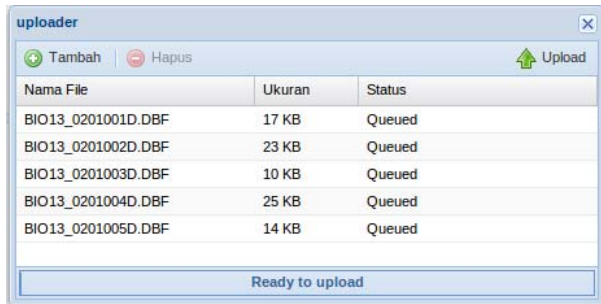 uploader
Tambah Hapus Upload
Nama File Ukuran Status
BIO13_0201001D.DBF 17 KB Queued
BIO13_0201002D.DBF 23 KB Queued
BIO13_0201003D.DBF 10 KB Queued
BIO13_0201004D.DBF 25 KB Queued
BIO13_0201005D.DBF 14 KB Queued
Ready to upload